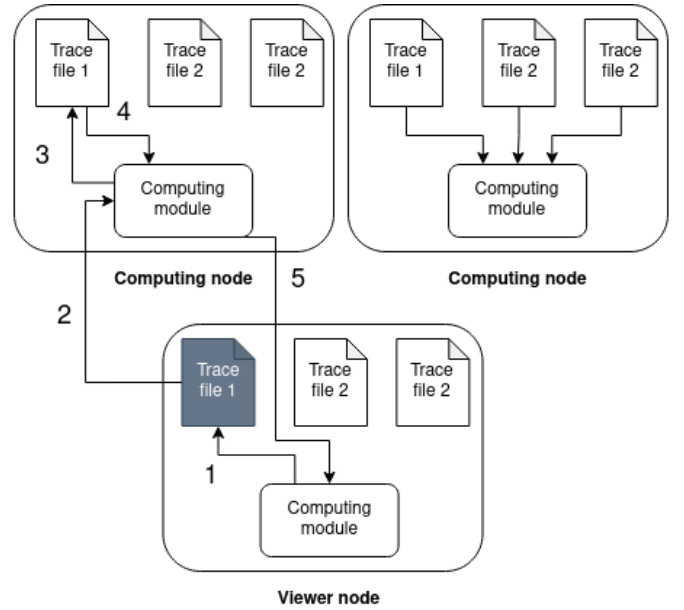 Trace
file 1
Trace
file 2
Trace
file 2
4
3
Computing
module
Computing node
Trace
file 1
Trace
file 2
Trace
file 2
Computing
module
Computing node
2
5
Trace
file 1
Trace
file 2
Trace
file 2
1
Computing
module
Viewer node